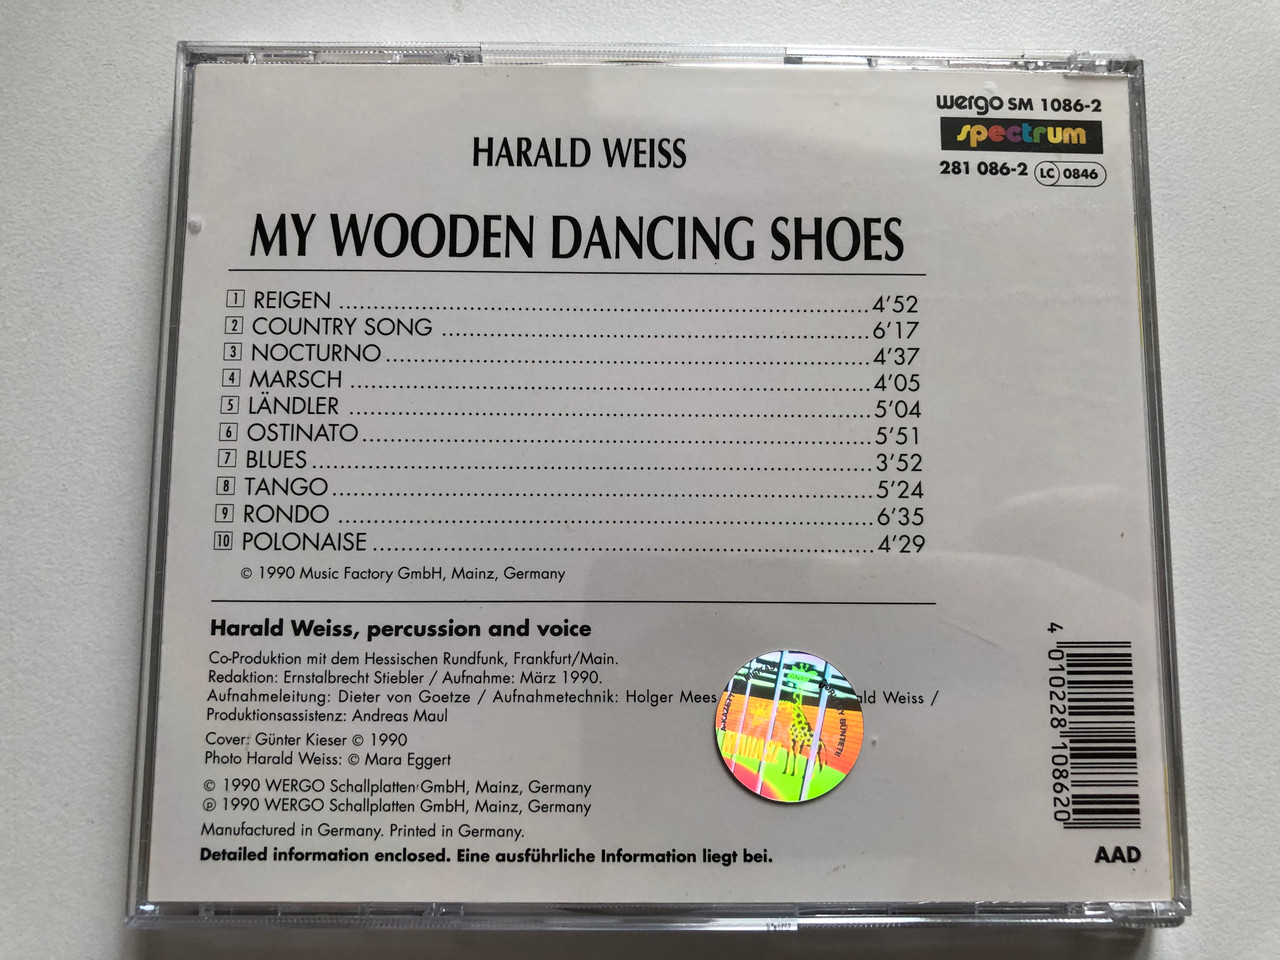 wergo SM 1086-2
spectrum
281 086-2 LC 0846
HARALD WEISS
MY WOODEN DANCING SHOES
1 REIGEN ........ 4'52
2 COUNTRY SONG ........ 6'17
3 NOCTURNO ........ 4'37
4 MARSCH ........ 4'05
5 LÄNDLER ........ 5'04
6 OSTINATO ........ 5'51
7 BLUES ........ 3'52
8 TANGO ........ 5'24
9 RONDO ........ 6'35
10 POLONAISE ........ 4'29
© 1990 Music Factory GmbH, Mainz, Germany
Harald Weiss, percussion and voice
Co-Produktion mit dem Hessischen Rundfunk, Frankfurt/Main.
Redaktion: Ernstalbrecht Stiebler / Aufnahme: März 1990.
Aufnahmeleitung: Dieter von Goetze / Aufnahmetechnik: Holger Mees ald Weiss /
Produktionsassistenz: Andreas Maul
Cover: Günter Kieser © 1990
Photo Harald Weiss: © Mara Eggert
© 1990 WERGO Schallplatten GmbH, Mainz, Germany
℗ 1990 WERGO Schallplatten GmbH, Mainz, Germany
Manufactured in Germany. Printed in Germany.
Detailed information enclosed. Eine ausführliche Information liegt bei.
4 010228 108620
AAD